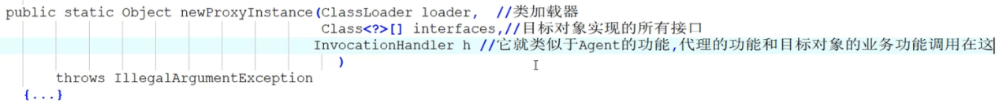 public static Object newProxyInstance(ClassLoader loader, //类加载器
Class<?>[] interfaces,//目标对象实现的所有接口
InvocationHandler h //它就类似于Agent的功能,代理的功能和目标对象的业务功能调用在这
)
throws IllegalArgumentException
{...}